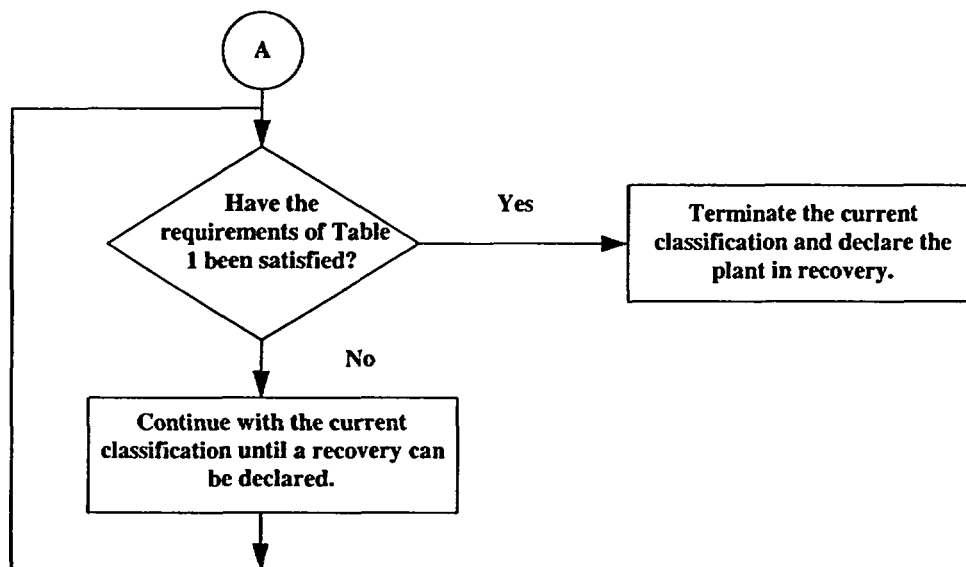 A
Have the
requirements of Table
1 been satisfied?
Yes
Terminate the current
classification and declare the
plant in recovery.
No
Continue with the current
classification until a recovery can
be declared.